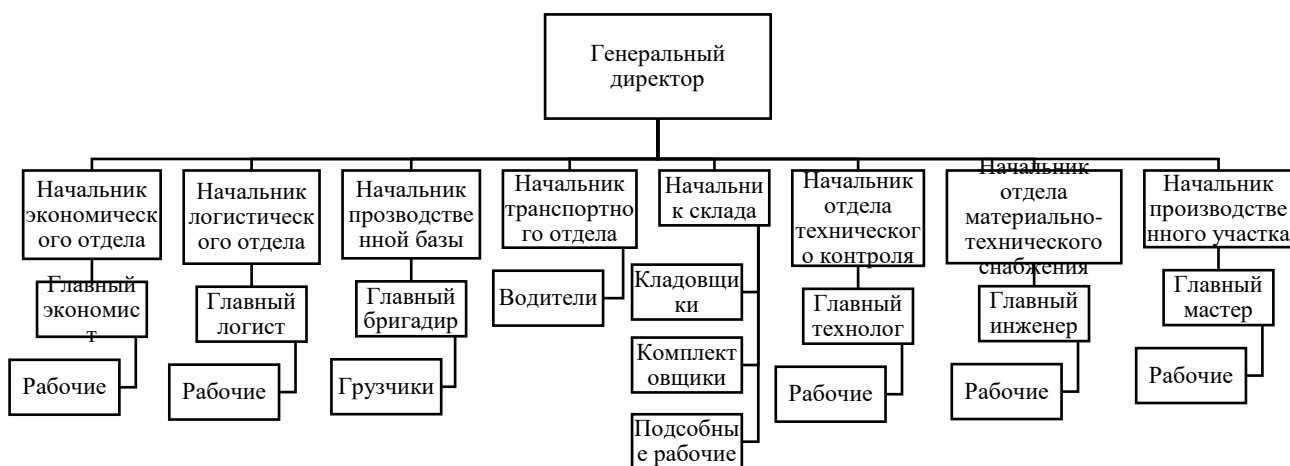 Генеральный
директор
Начальник
экономическ
ого отдела
Главный
экономис
т
Рабочие
Начальник
логистическ
ого отдела
Главный
логист
Рабочие
Начальник
прозводстве
нной базы
Главный
бригадир
Грузчики
Начальник
транспортно
го отдела
Водители
Начальни
к склада
Кладовщи
ки
Комплект
овщики
Подсобны
е рабочие
Начальник
отдела
техническог
о контроля
Главный
технолог
Рабочие
Начальник
отдела
материально-
технического
снабжения
Главный
инженер
Рабочие
Начальник
производстве
нного участка
Главный
мастер
Рабочие